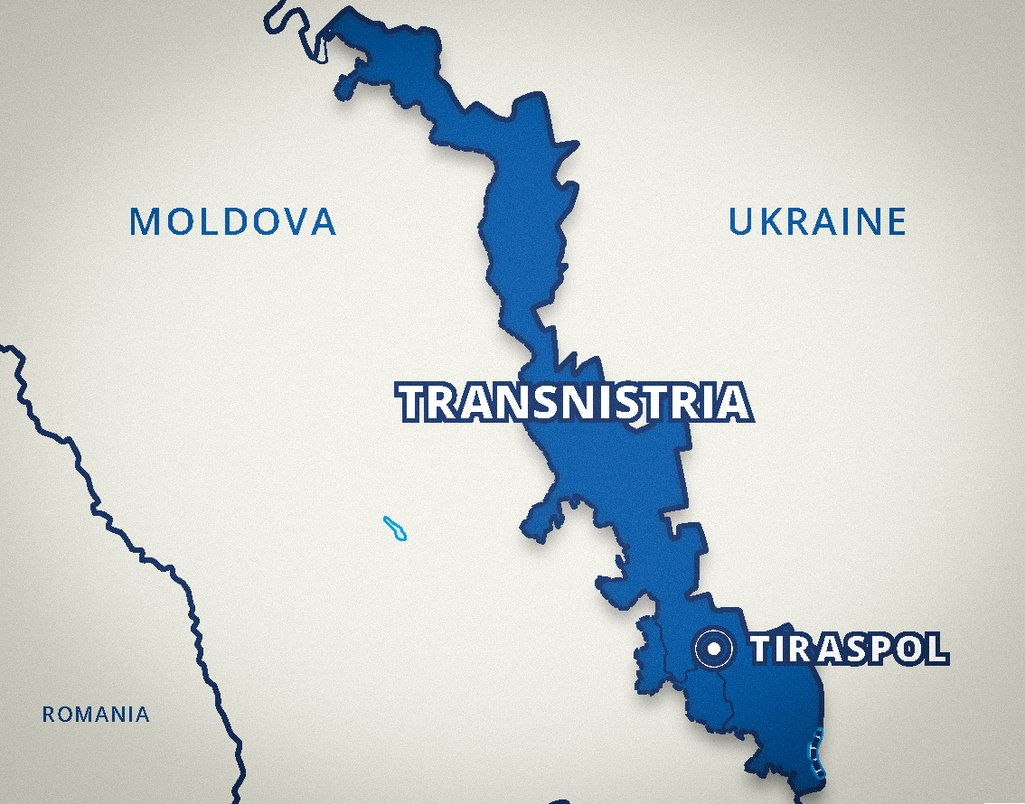 MOLDOVA
UKRAINE
TRANSNISTRIA
TIRASPOL
ROMANIA